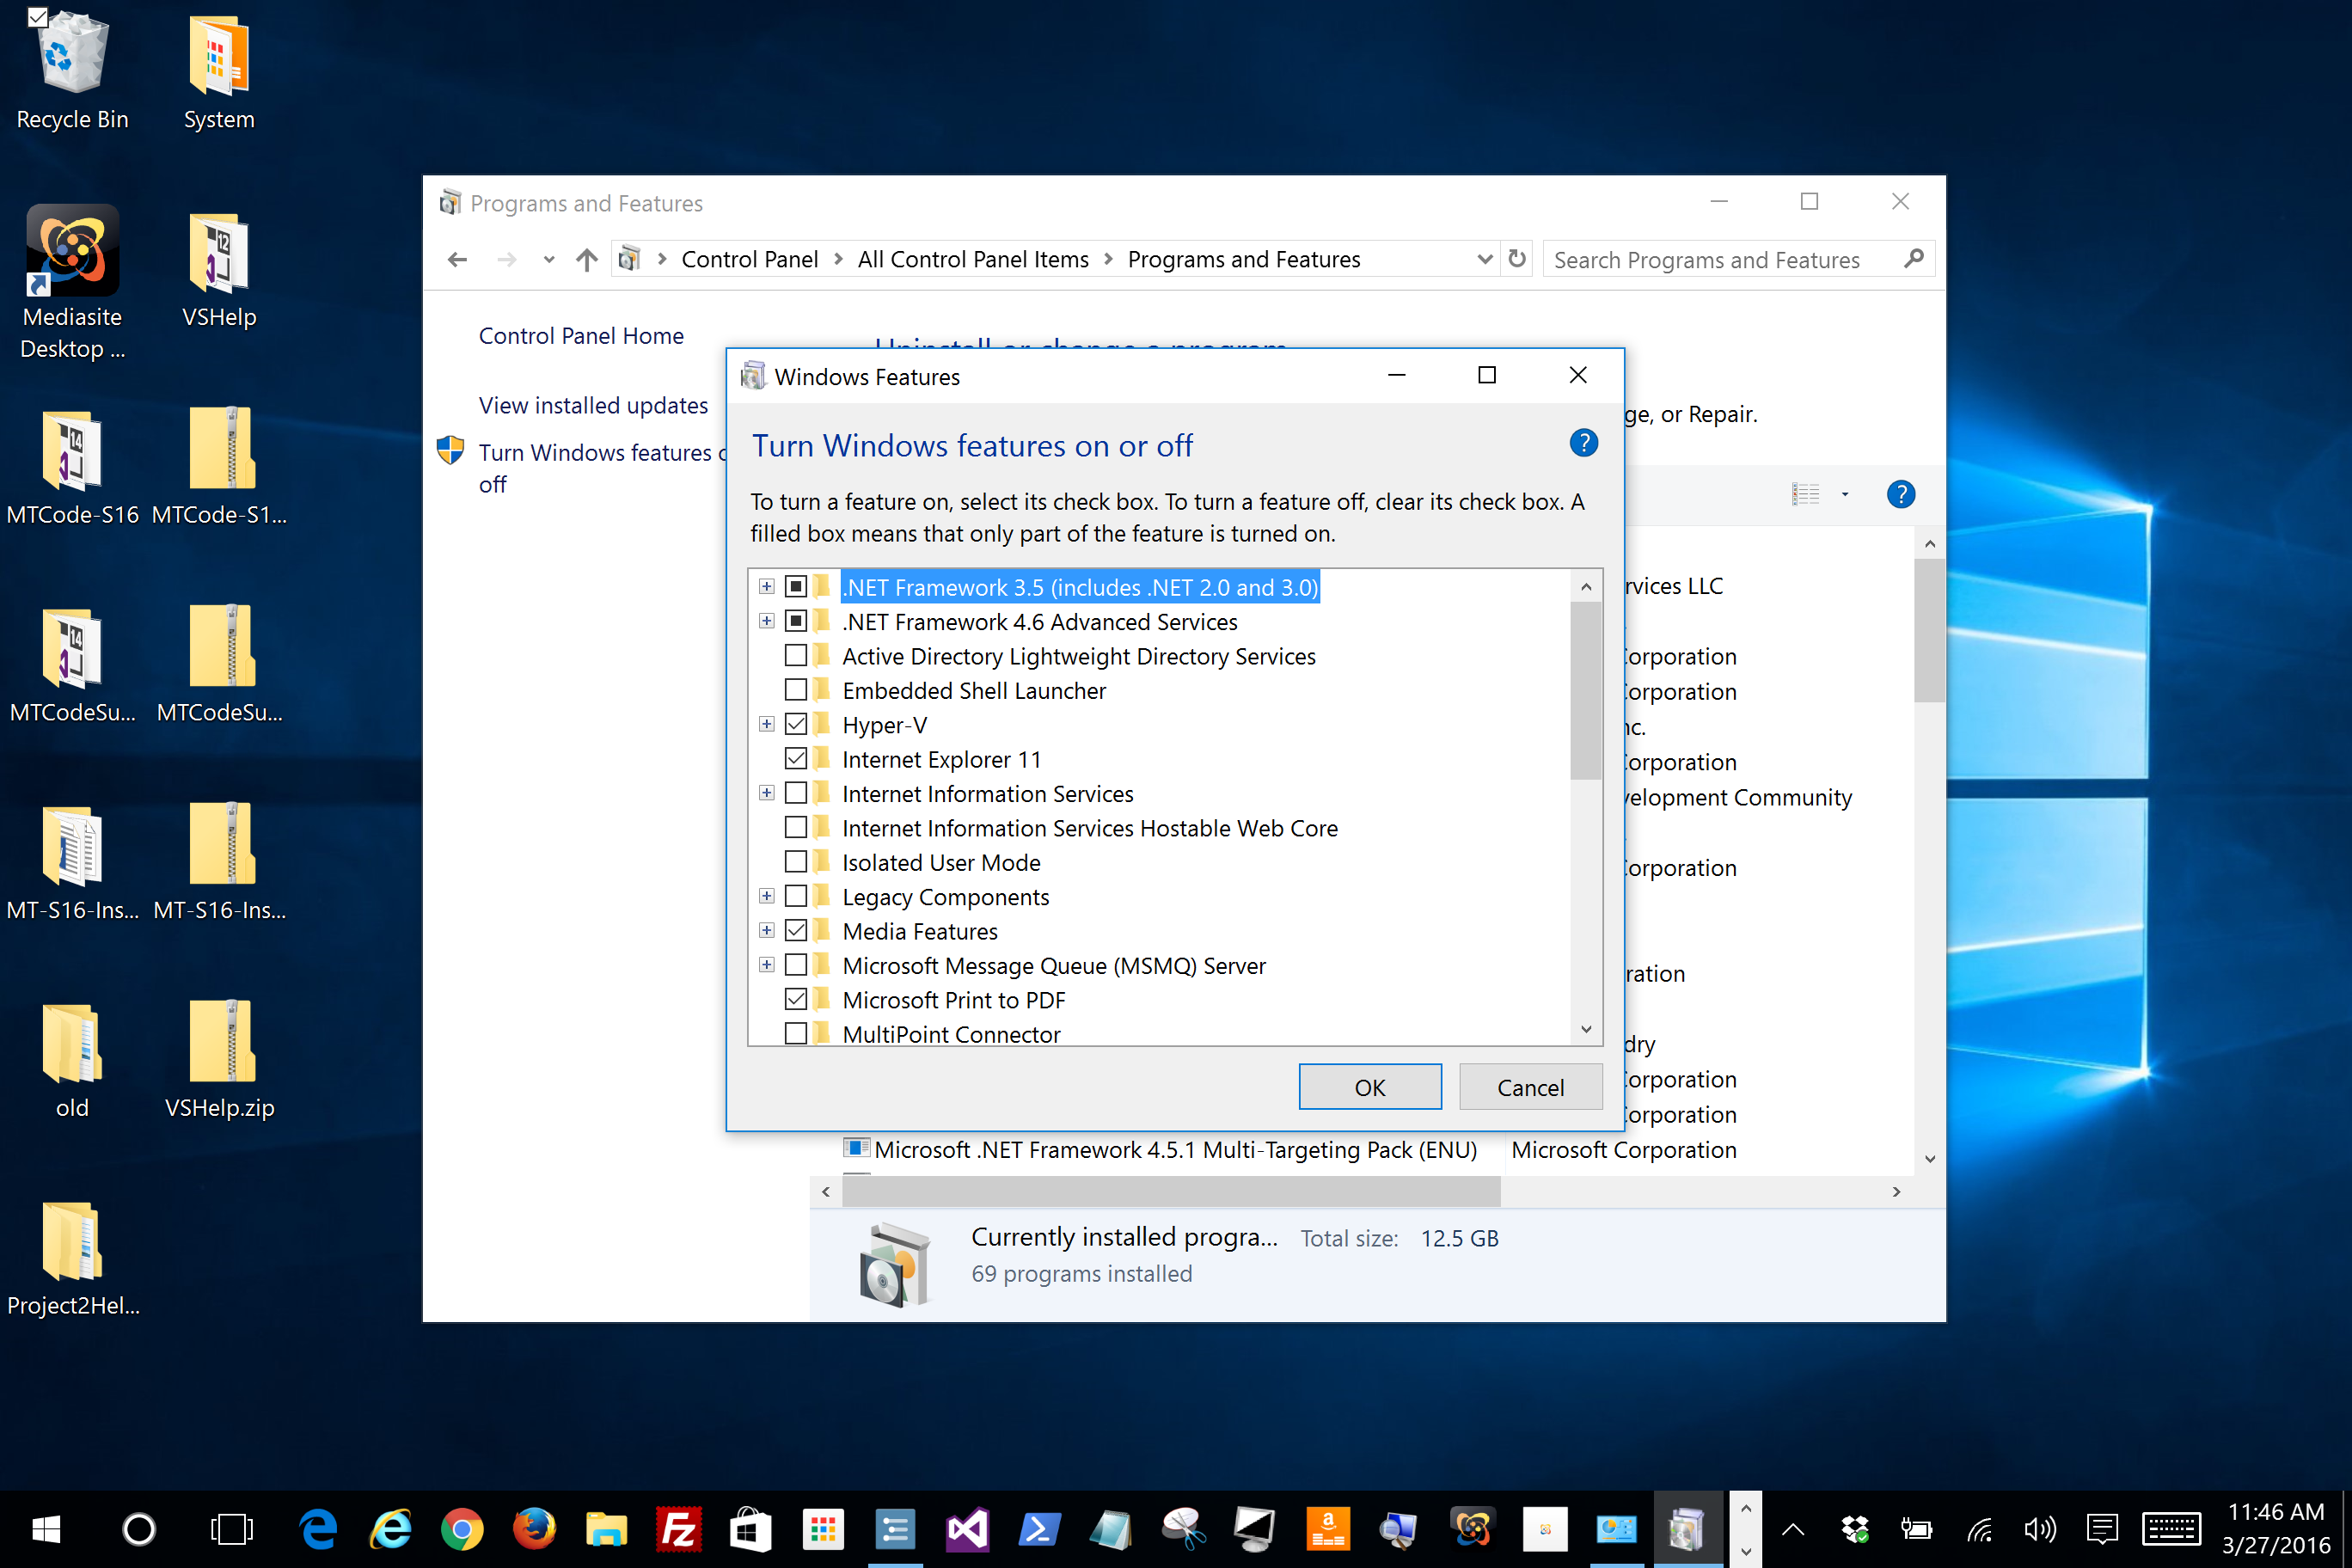 Recycle Bin
System
Mediasite
Desktop ...
VSHelp
MTCode-S16
MTCode-S1...
MTCodeSu...
MTCodeSu...
MT-S16-Ins...
MT-S16-Ins...
old
VSHelp.zip
Project2Hel...
Programs and Features
Control Panel
All Control Panel Items
Programs and Features
Search Programs and Features
Control Panel Home
View installed updates
Turn Windows features
off
Uninstall or change a program
ge, or Repair.
Windows Features
Turn Windows features on or off
To turn a feature on, select its check box. To turn a feature off, clear its check box. A
filled box means that only part of the feature is turned on.
.NET Framework 3.5 (includes .NET 2.0 and 3.0)
.NET Framework 4.6 Advanced Services
Active Directory Lightweight Directory Services
Embedded Shell Launcher
Hyper-V
Internet Explorer 11
Internet Information Services
Internet Information Services Hostable Web Core
Isolated User Mode
Legacy Components
Media Features
Microsoft Message Queue (MSMQ) Server
Microsoft Print to PDF
MultiPoint Connector
OK
Cancel
rvices LLC
orporation
orporation
nc.
orporation
velopment Community
orporation
ration
dry
orporation
orporation
Microsoft .NET Framework 4.5.1 Multi-Targeting Pack (ENU)
Microsoft Corporation
Currently installed progra...
Total size:
12.5 GB
69 programs installed
11:46 AM
3/27/2016